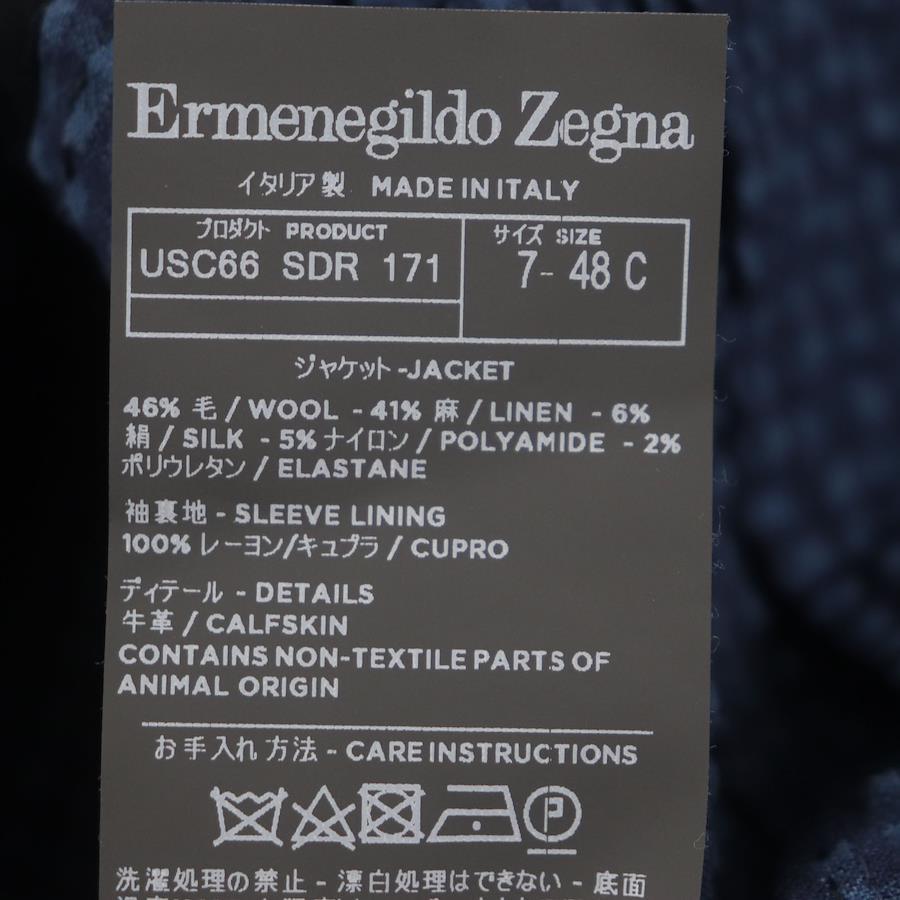 Ermenegildo Zegna
イタリア製 MADE IN ITALY
プロダクト PRODUCT
サイズ SIZE
USC66 SDR 171
7- 48 C
ジャケット -JACKET
46% 毛 / WOOL - 41% 麻 / LINEN - 6%
絹 / SILK - 5% ナイロン / POLYAMIDE - 2%
ポリウレタン / ELASTANE
袖裏地 - SLEEVE LINING
100% レーヨン/キュプラ / CUPRO
ディテール - DETAILS
牛革 / CALFSKIN
CONTAINS NON-TEXTILE PARTS OF
ANIMAL ORIGIN
お手入れ方法 - CARE INSTRUCTIONS
P
洗濯処理の禁止 - 漂白処理はできない - 底面